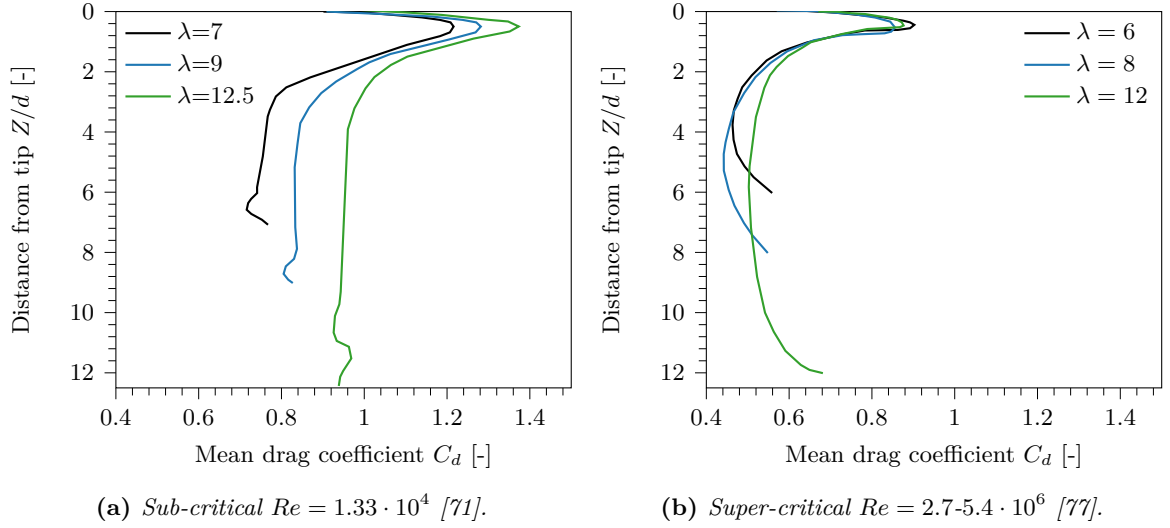 0
2
4
6
8
10
12
0.4
0.6
0.8
1
1.2
1.4
Distance from tip Z/d [-]
Mean drag coefficient C_d [-]
λ=7
λ=9
λ=12.5
(a) Sub-critical Re = 1.33 · 10^4 [71].
0
2
4
6
8
10
12
0.4
0.6
0.8
1
1.2
1.4
Distance from tip Z/d [-]
Mean drag coefficient C_d [-]
λ = 6
λ = 8
λ = 12
(b) Super-critical Re = 2.7-5.4 · 10^6 [77].